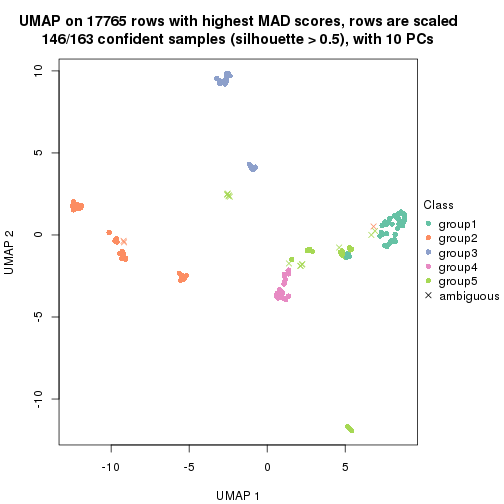 UMAP on 17765 rows with highest MAD scores, rows are scaled
146/163 confident samples (silhouette > 0.5), with 10 PCs
10
5
0
-5
-10
UMAP 2
-10
-5
0
5
UMAP 1
Class
group1
group2
group3
group4
group5
ambiguous